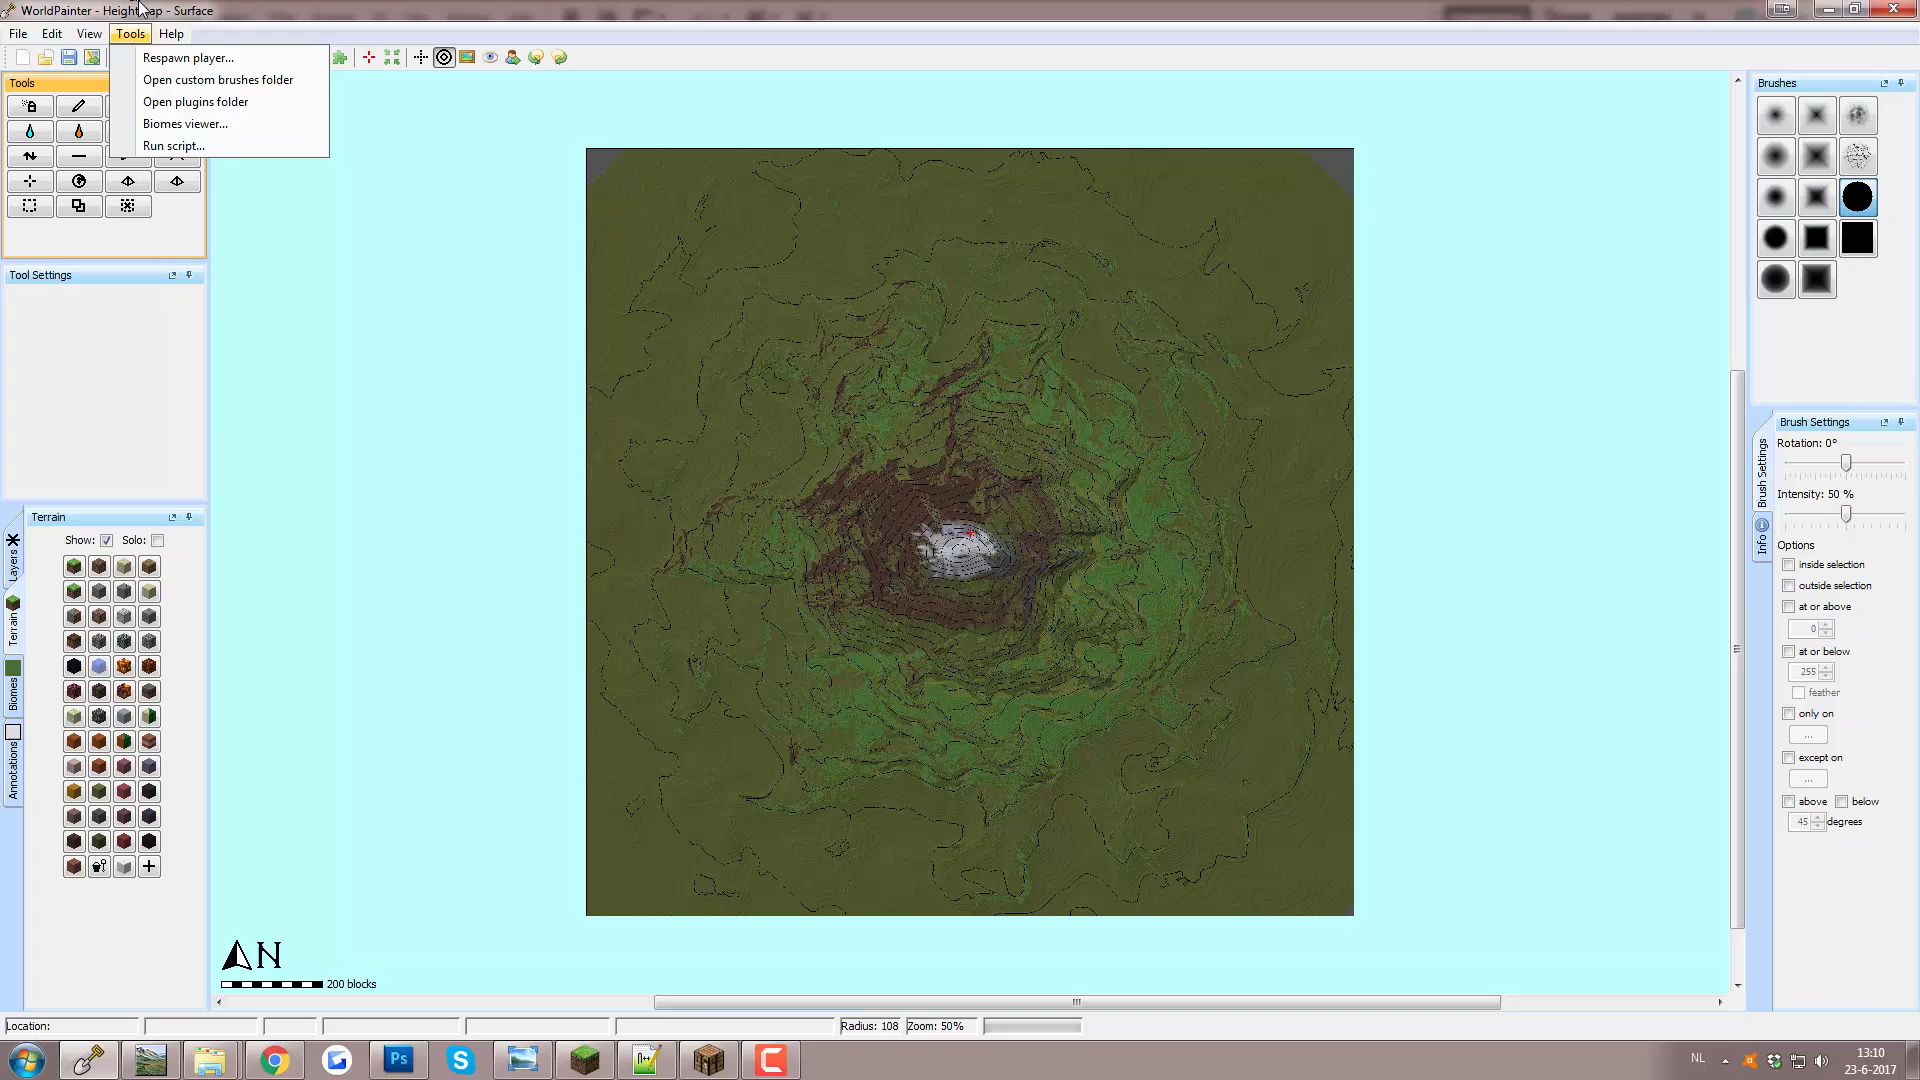 WorldPainter - Height ap - Surface
File Edit View Tools Help
Respawn player...
Open custom brushes folder
Open plugins folder
Biomes viewer...
Run script...
Tools
Tool Settings
Terrain
Show: Solo:
Layers
Terrain
Biomes
Annotations
Brushes
Brush Settings
Brush Settings
Info
Rotation: 0°
Intensity: 50 %
Options
inside selection
outside selection
at or above
0
at or below
255
feather
only on
...
except on
...
above below
45 degrees
N
200 blocks
Location:
Radius: 108 Zoom: 50%
Ps
NL
13:10
23-6-2017